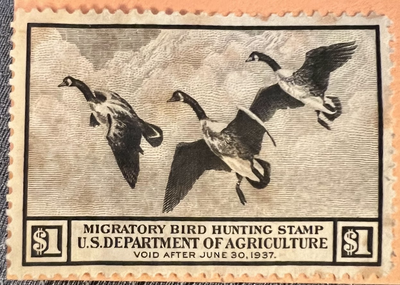 MIGRATORY BIRD HUNTING STAMP
$1 U.S. DEPARTMENT OF AGRICULTURE $1
VOID AFTER JUNE 30, 1937.